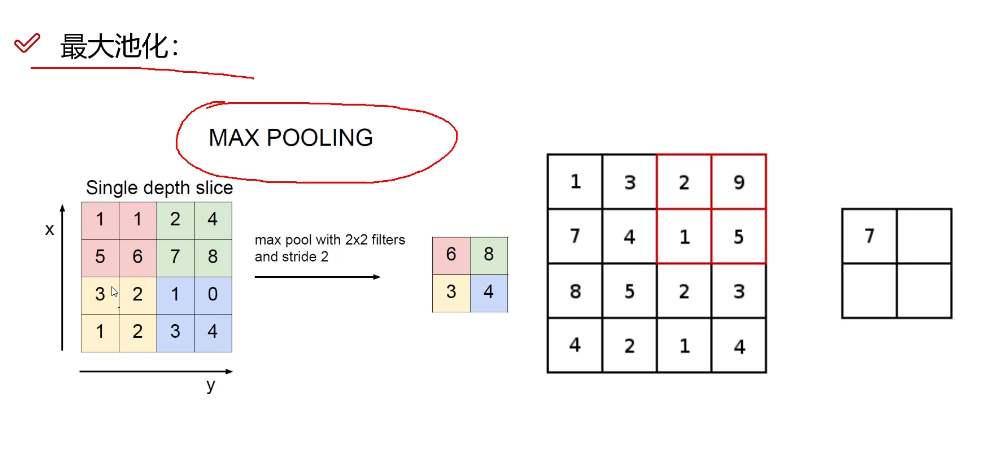 最大池化：
MAX POOLING
Single depth slice
x
1 1 2 4
5 6 7 8
3 2 1 0
1 2 3 4
y
max pool with 2x2 filters
and stride 2
6 8
3 4
1 3 2 9
7 4 1 5
8 5 2 3
4 2 1 4
7